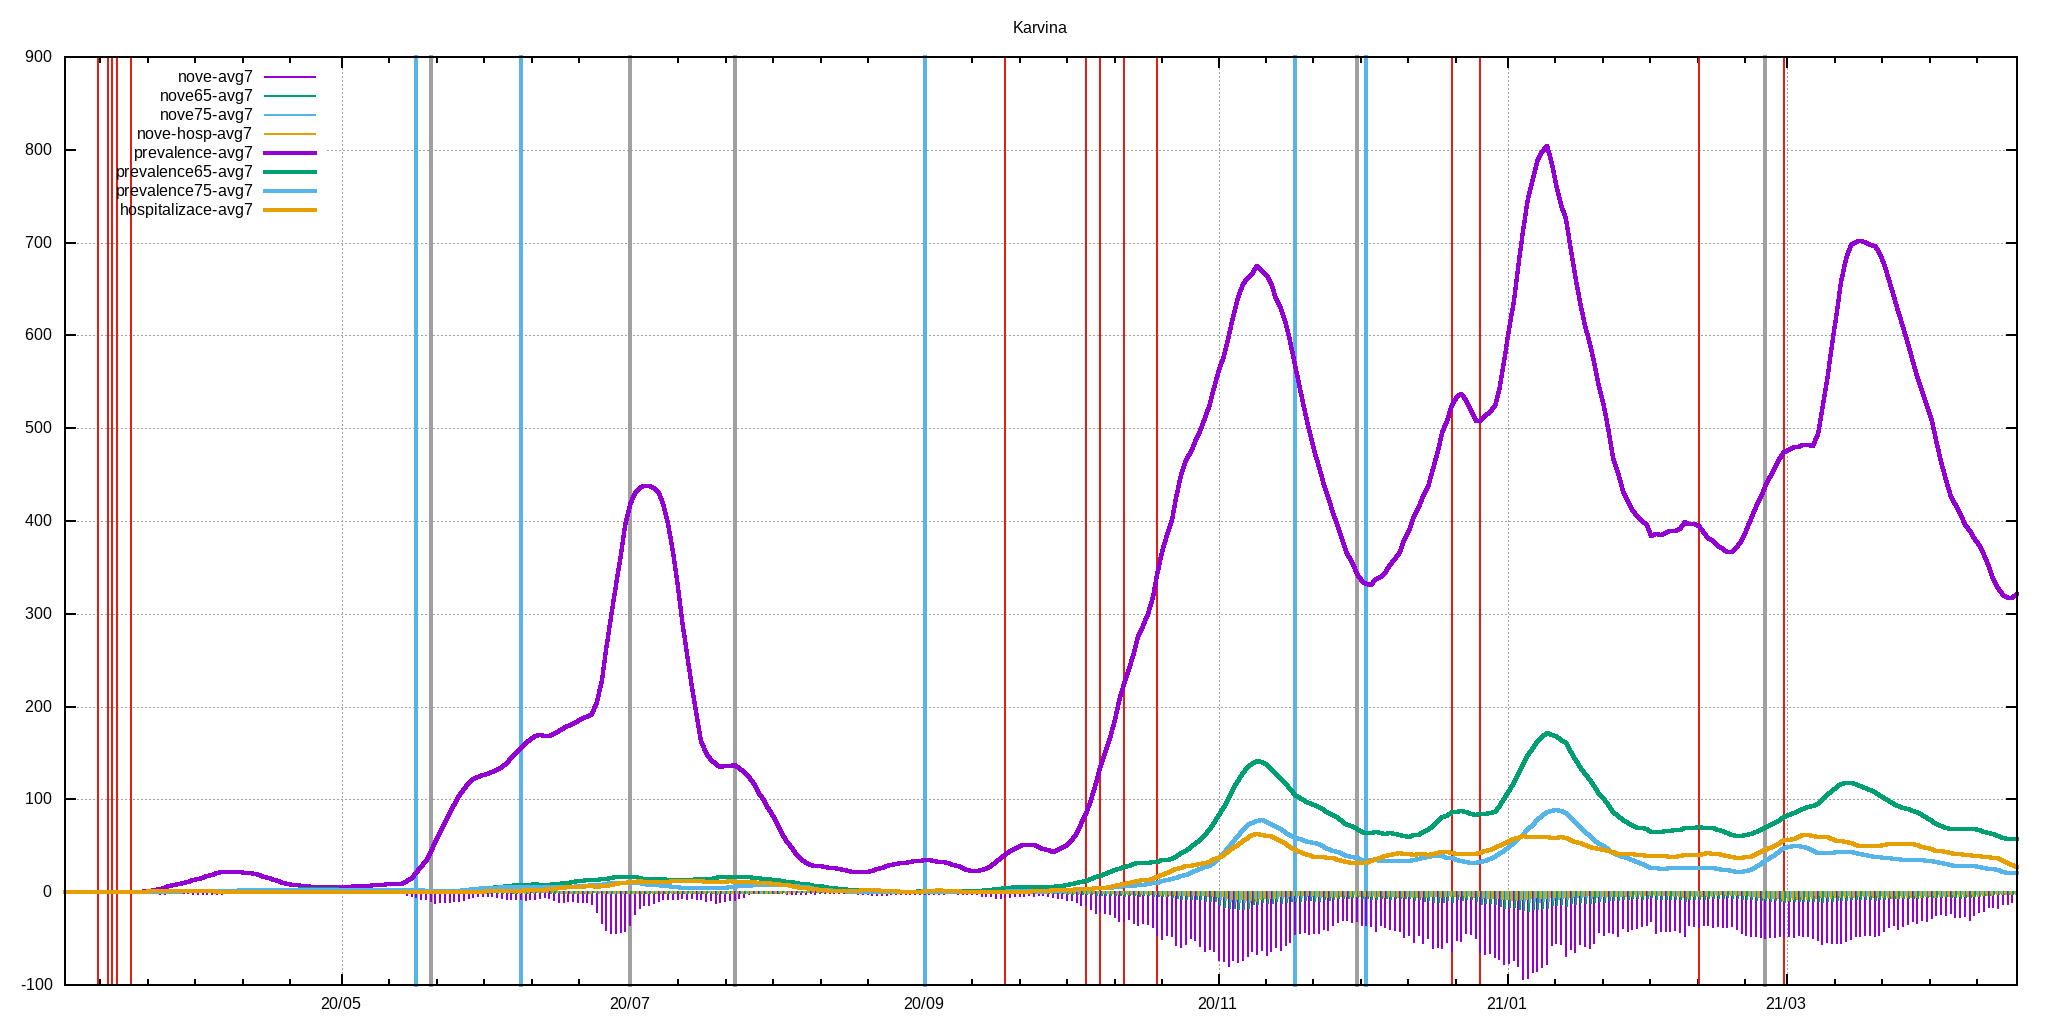 Karvina
900
800
700
600
500
400
300
200
100
0
-100
nove-avg7
nove65-avg7
nove75-avg7
nove-hosp-avg7
prevalence-avg7
prevalence65-avg7
prevalence75-avg7
hospitalizace-avg7
20/05
20/07
20/09
20/11
21/01
21/03